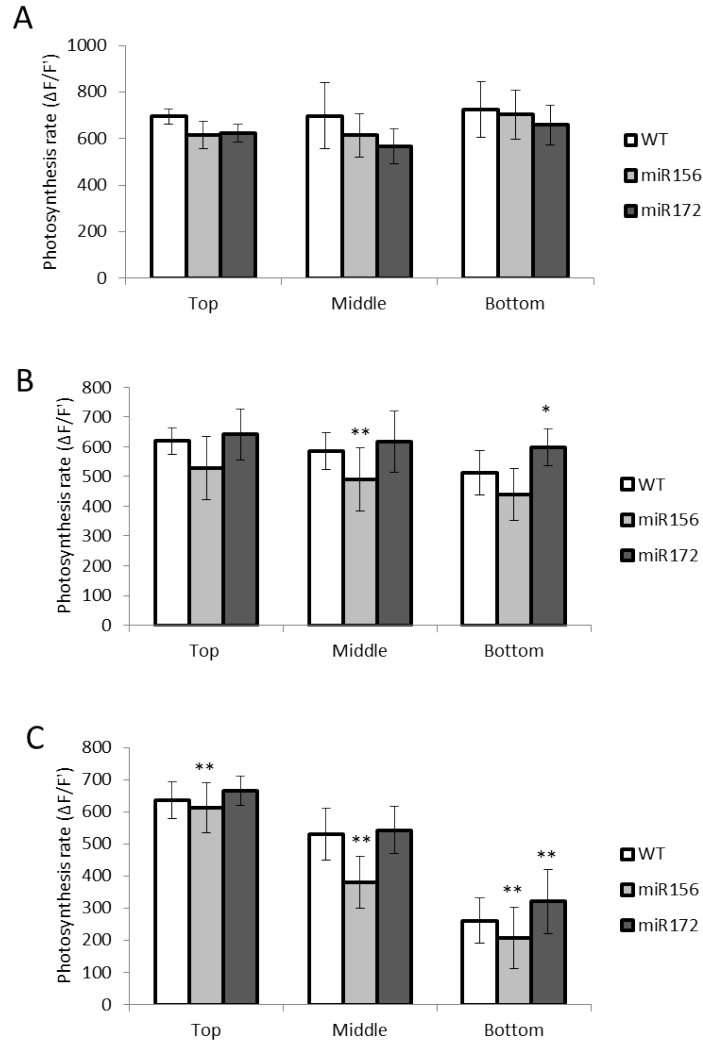 A
Photosynthesis rate (ΔF/F')
1000
800
600
400
200
0
Top Middle Bottom
WT
miR156
miR172
B
Photosynthesis rate (ΔF/F')
800
700
600
500
400
300
200
100
0
** *
Top Middle Bottom
WT
miR156
miR172
C
Photosynthesis rate (ΔF/F')
800
700
600
500
400
300
200
100
0
** ** ** **
Top Middle Bottom
WT
miR156
miR172